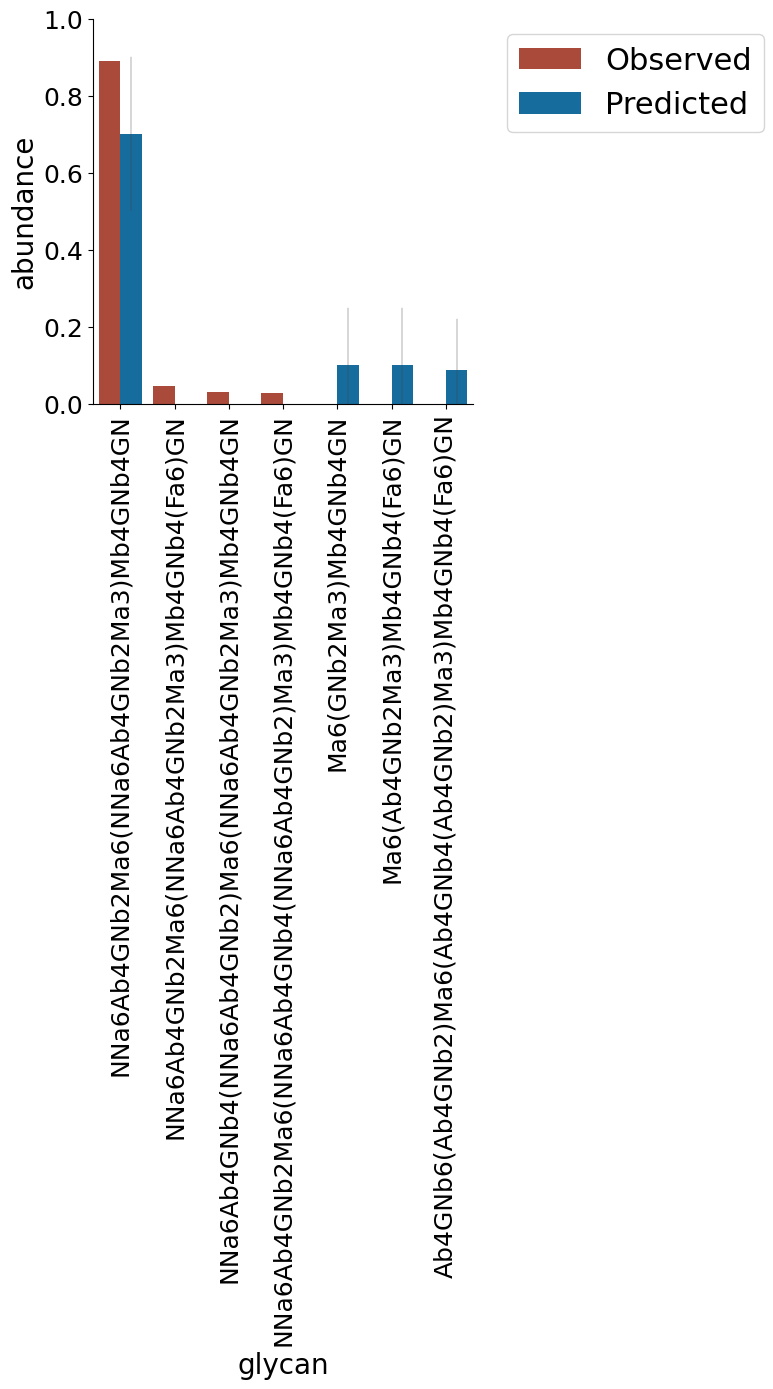 1.0
0.8
0.6
0.4
0.2
0.0
abundance
Observed
Predicted
NNa6Ab4GNb2Ma6(NNa6Ab4GNb2Ma3)Mb4GNb4GN
NNa6Ab4GNb2Ma6(NNa6Ab4GNb2Ma3)Mb4GNb4(Fa6)GN
NNa6Ab4GNb4(NNa6Ab4GNb2)Ma6(NNa6Ab4GNb2Ma3)Mb4GNb4GN
NNa6Ab4GNb2Ma6(NNa6Ab4GNb4(NNa6Ab4GNb2)Ma3)Mb4GNb4(Fa6)GN
Ma6(GNb2Ma3)Mb4GNb4GN
Ma6(Ab4GNb2Ma3)Mb4GNb4(Fa6)GN
Ab4GNb6(Ab4GNb2)Ma6(Ab4GNb4(Ab4GNb2)Ma3)Mb4GNb4(Fa6)GN
glycan